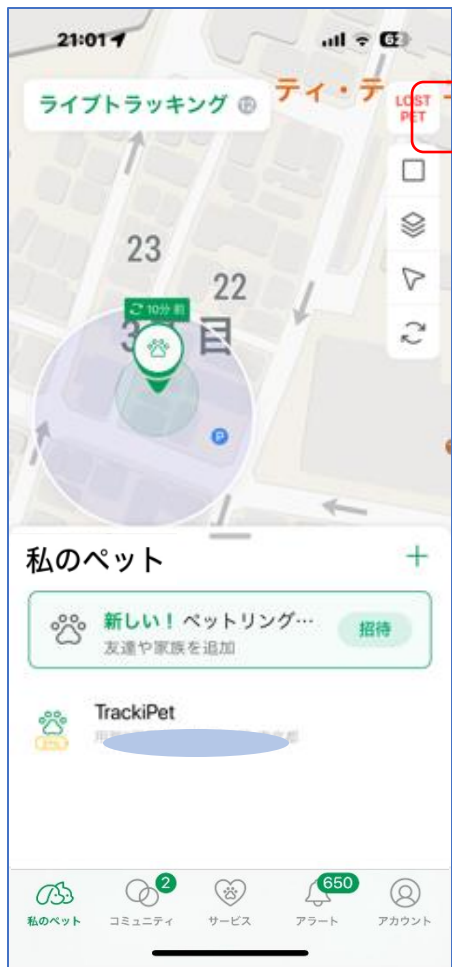 21:01
62
ティ・テ
ライブトラッキング
LOST
PET
23
22
10分 前
目
P
私のペット
+
新しい！ペットリング…
友達や家族を追加
招待
TrackiPet
私のペット
2
コミュニティ
サービス
650
アラート
アカウント